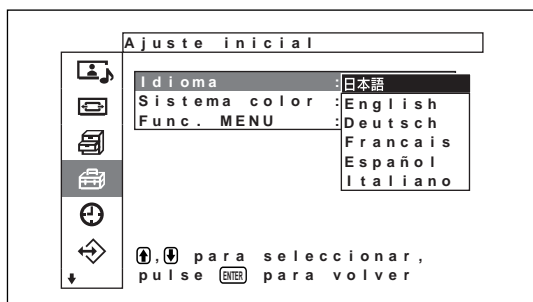 Ajuste inicial
Idioma :日本語
Sistema color :English
Func. MENU :Deutsch
Francais
Español
Italiano
, para seleccionar,
pulse ENTER para volver